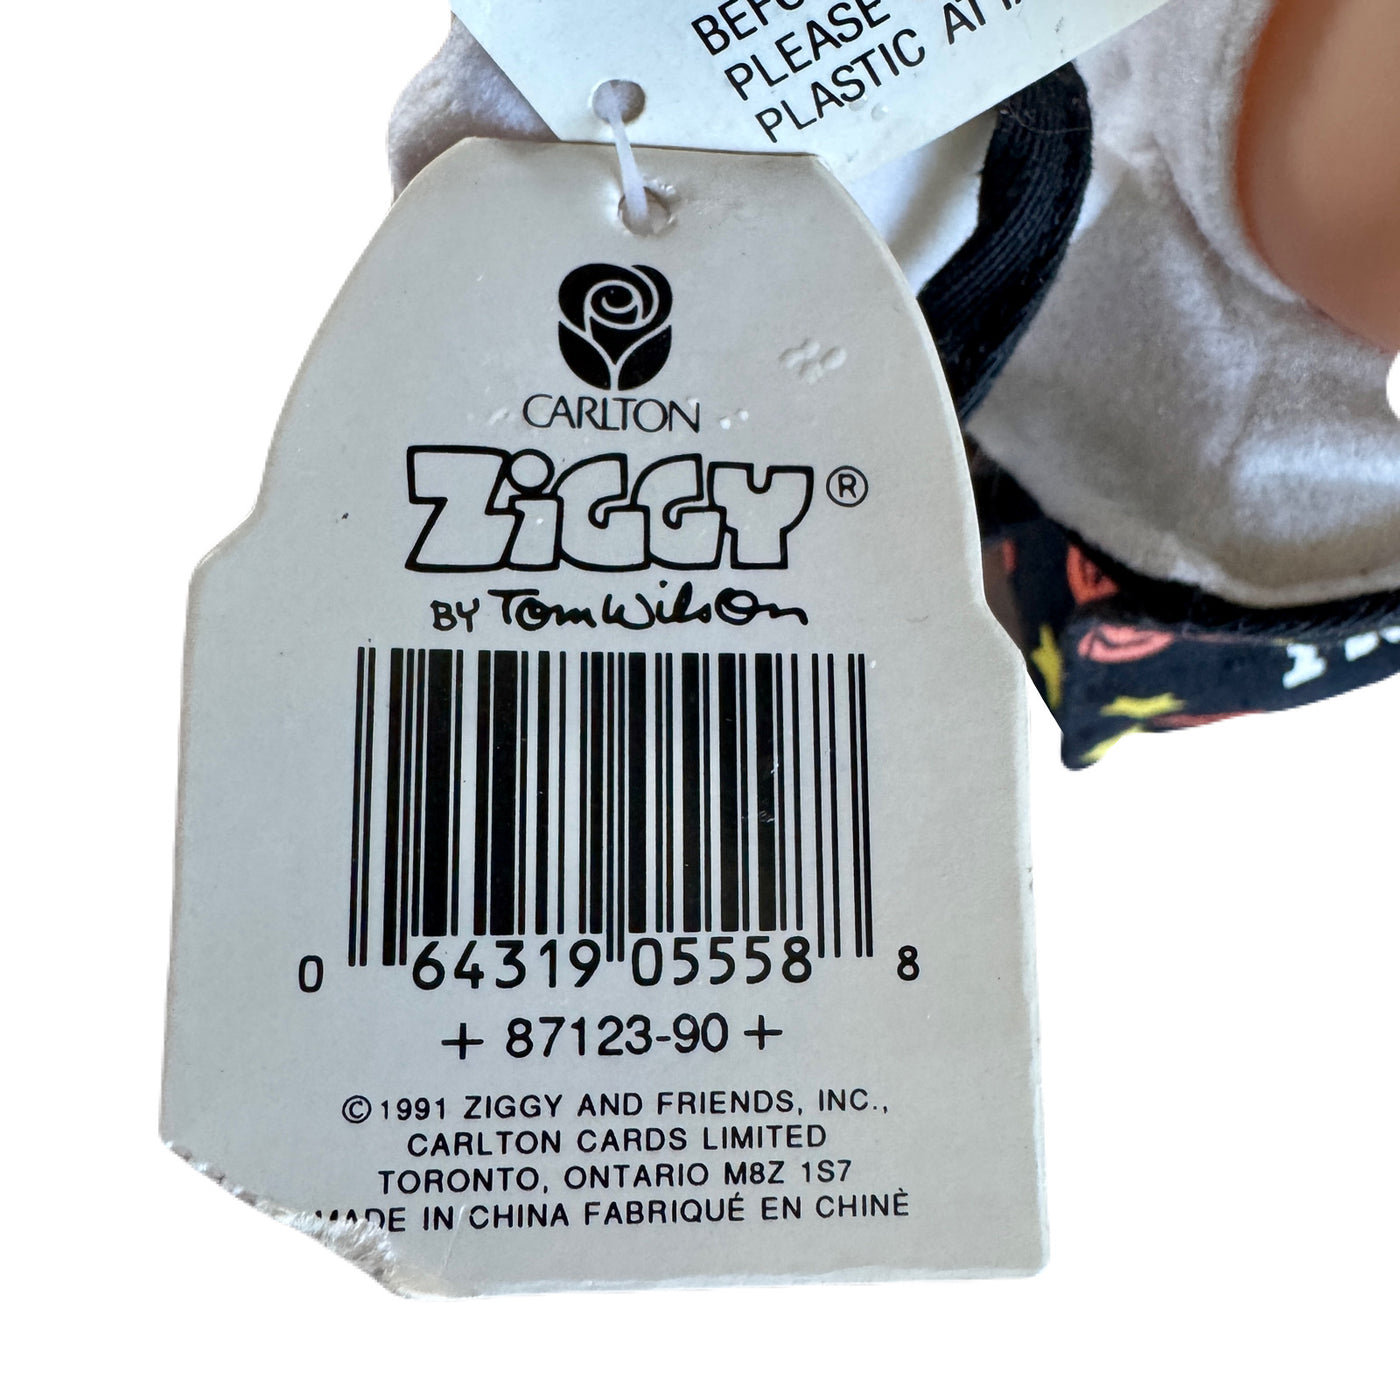 PLEASE
PLASTIC
CARLTON
ZiGGY®
BY Tom Wilson
0 64319 05558 8
+ 87123-90 +
©1991 ZIGGY AND FRIENDS, INC.,
CARLTON CARDS LIMITED
TORONTO, ONTARIO M8Z 1S7
MADE IN CHINA FABRIQUÉ EN CHINÈ